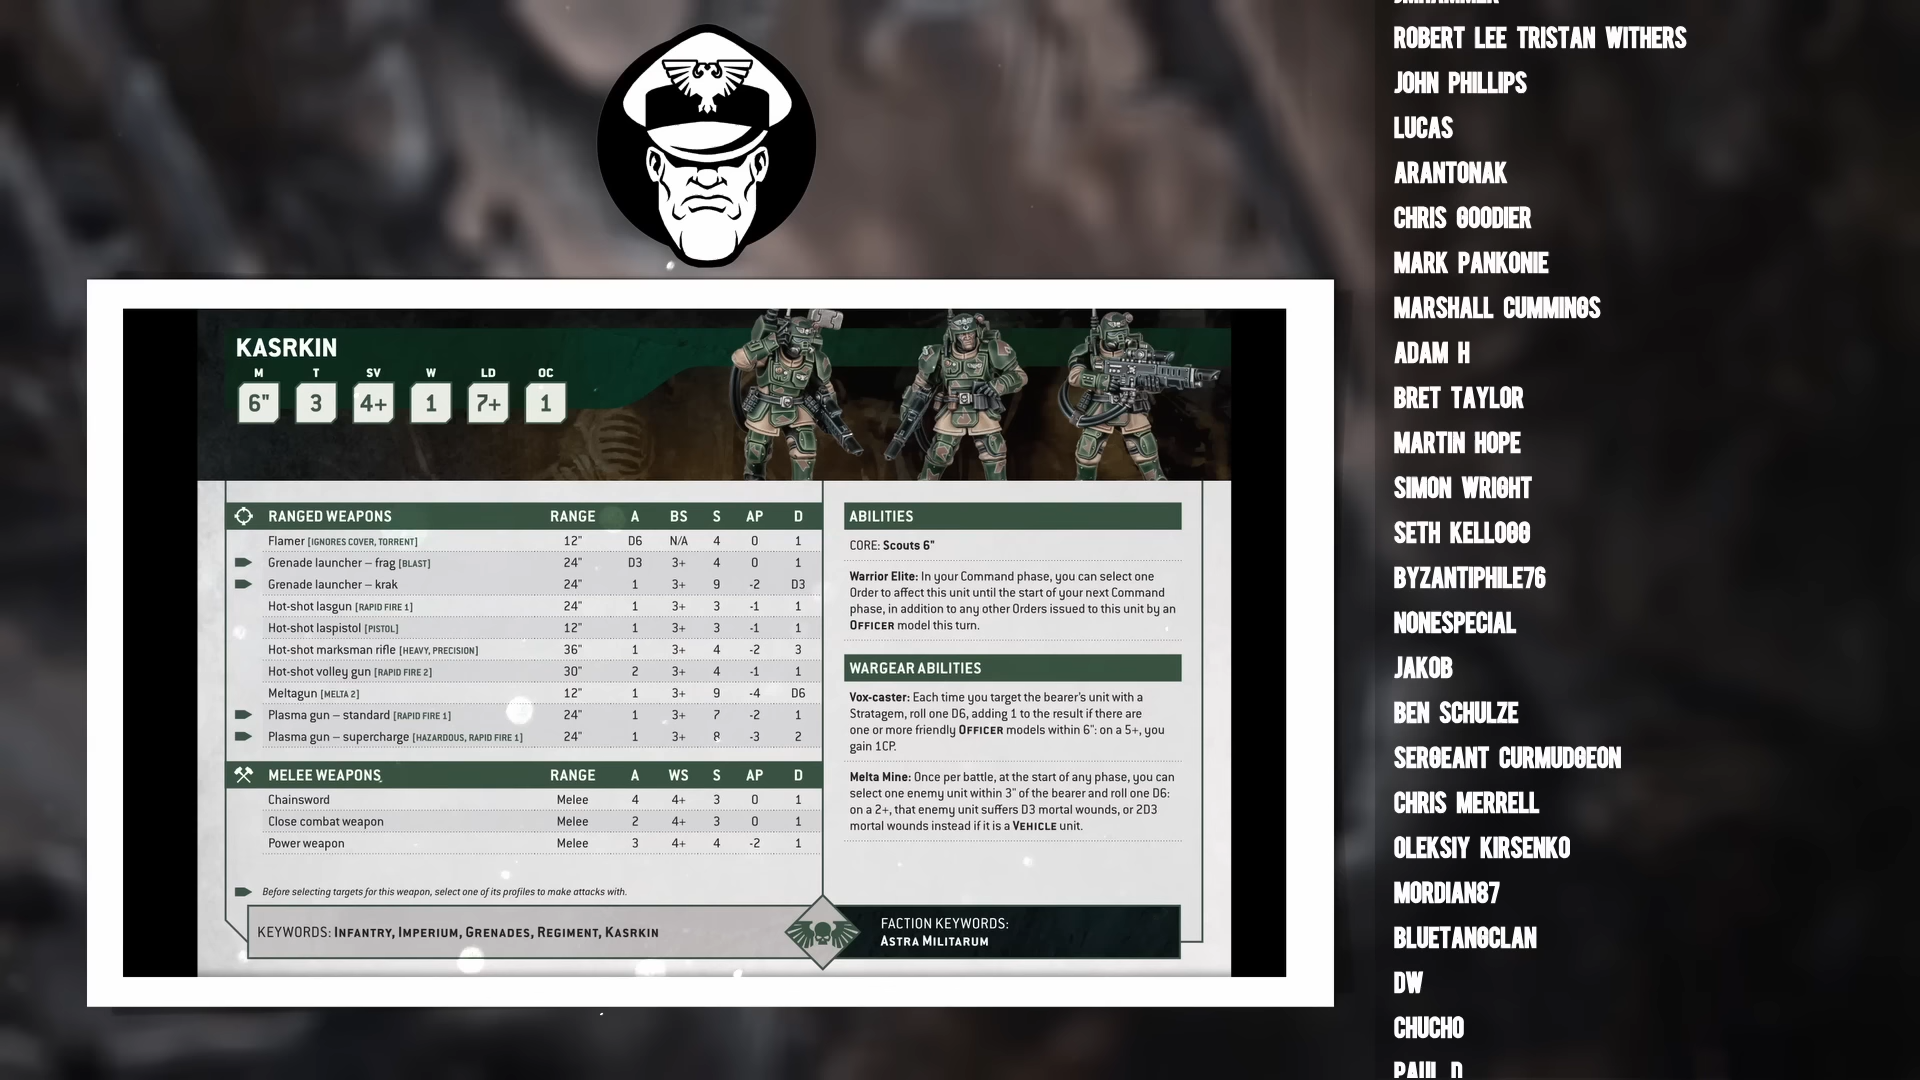 KASRKIN
M T SV W LD OC
6" 3 4+ 1 7+ 1
RANGED WEAPONS RANGE A BS S AP D
Flamer [IGNORES COVER, TORRENT] 12" D6 N/A 4 0 1
Grenade launcher – frag [BLAST] 24" D3 3+ 4 0 1
Grenade launcher – krak 24" 1 3+ 9 -2 D3
Hot-shot lasgun [RAPID FIRE 1] 24" 1 3+ 3 -1 1
Hot-shot laspistol [PISTOL] 12" 1 3+ 3 -1 1
Hot-shot marksman rifle [HEAVY, PRECISION] 36" 1 3+ 4 -2 3
Hot-shot volley gun [RAPID FIRE 2] 30" 2 3+ 4 -1 1
Meltagun [MELTA 2] 12" 1 3+ 9 -4 D6
Plasma gun – standard [RAPID FIRE 1] 24" 1 3+ 7 -2 1
Plasma gun – supercharge [HAZARDOUS, RAPID FIRE 1] 24" 1 3+ 8 -3 2
MELEE WEAPONS RANGE A WS S AP D
Chainsword Melee 4 4+ 3 0 1
Close combat weapon Melee 2 4+ 3 0 1
Power weapon Melee 3 4+ 4 -2 1
Before selecting targets for this weapon, select one of its profiles to make attacks with.
KEYWORDS: INFANTRY, IMPERIUM, GRENADES, REGIMENT, KASRKIN
ABILITIES
CORE: Scouts 6"
Warrior Elite: In your Command phase, you can select one
Order to affect this unit until the start of your next Command
phase, in addition to any other Orders issued to this unit by an
OFFICER model this turn.
WARGEAR ABILITIES
Vox-caster: Each time you target the bearer's unit with a
Stratagem, roll one D6, adding 1 to the result if there are
one or more friendly OFFICER models within 6": on a 5+, you
gain 1CP.
Melta Mine: Once per battle, at the start of any phase, you can
select one enemy unit within 3" of the bearer and roll one D6:
on a 2+, that enemy unit suffers D3 mortal wounds, or 2D3
mortal wounds instead if it is a VEHICLE unit.
FACTION KEYWORDS:
ASTRA MILITARUM
ROBERT LEE TRISTAN WITHERS
JOHN PHILLIPS
LUCAS
ARANTONAK
CHRIS GOODIER
MARK PANKONIE
MARSHALL CUMMINGS
ADAM H
BRET TAYLOR
MARTIN HOPE
SIMON WRIGHT
SETH KELLOGG
BYZANTIPHILE76
NONESPECIAL
JAKOB
BEN SCHULZE
SERGEANT CURMUDGEON
CHRIS MERRELL
OLEKSIY KIRSENKO
MORDIAN87
BLUETANGCLAN
DW
CHUCHO
PAUL D